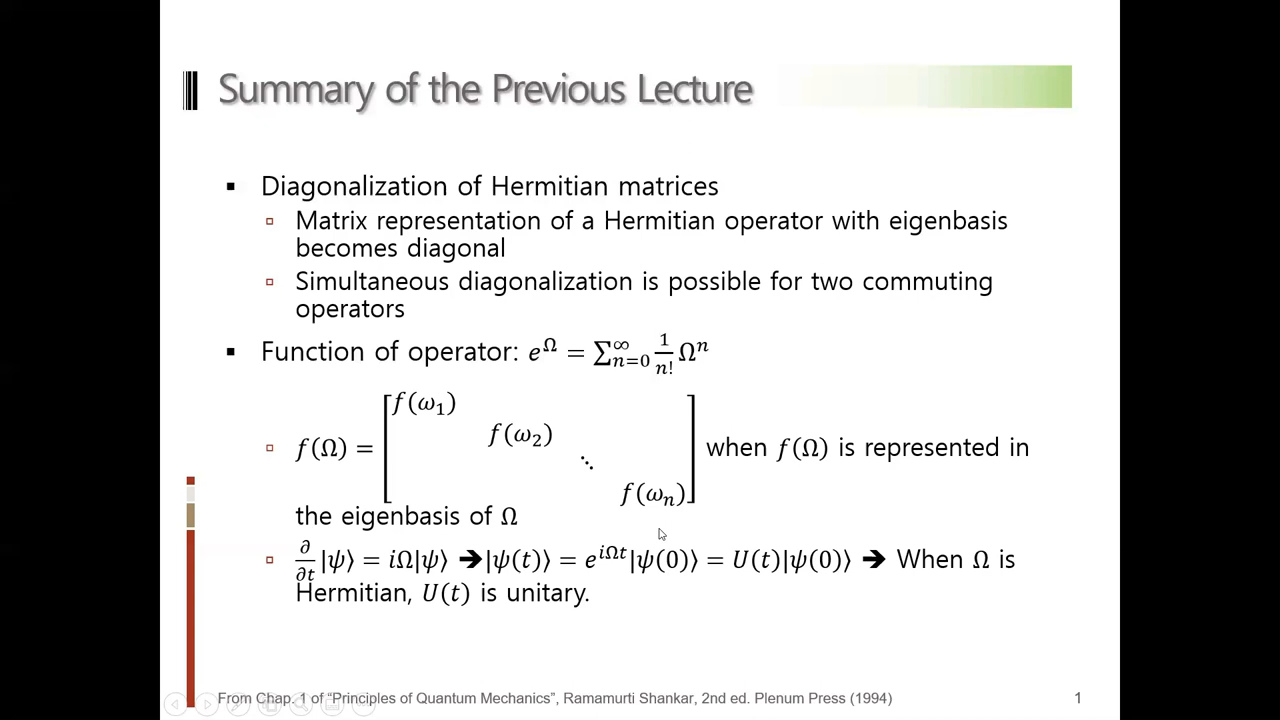 Summary of the Previous Lecture
▪ Diagonalization of Hermitian matrices
▫ Matrix representation of a Hermitian operator with eigenbasis
becomes diagonal
▫ Simultaneous diagonalization is possible for two commuting
operators
▪ Function of operator: e^Ω = ∑_{n=0}^{∞} 1/n! Ω^n
▫ f(Ω) = [f(ω₁) f(ω₂) ⋱ f(ωₙ)] when f(Ω) is represented in
the eigenbasis of Ω
▫ ∂/∂t |ψ⟩ = iΩ|ψ⟩ ➔ |ψ(t)⟩ = e^{iΩt}|ψ(0)⟩ = U(t)|ψ(0)⟩ ➔ When Ω is
Hermitian, U(t) is unitary.
From Chap. 1 of “Principles of Quantum Mechanics”, Ramamurti Shankar, 2nd ed. Plenum Press (1994)
1